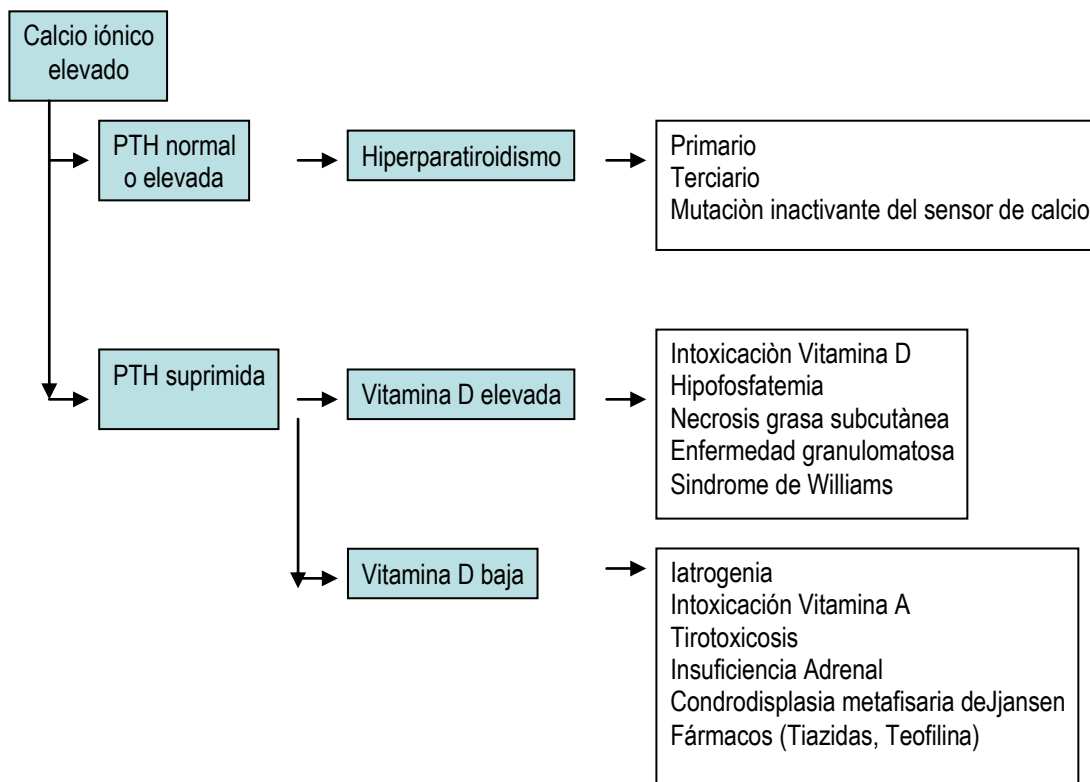 Calcio iónico
elevado
PTH normal
o elevada
Hiperparatiroidismo
Primario
Terciario
Mutaciòn inactivante del sensor de calcio
PTH suprimida
Vitamina D elevada
Intoxicaciòn Vitamina D
Hipofosfatemia
Necrosis grasa subcutànea
Enfermedad granulomatosa
Sindrome de Williams
Vitamina D baja
Iatrogenia
Intoxicación Vitamina A
Tirotoxicosis
Insuficiencia Adrenal
Condrodisplasia metafisaria deJjansen
Fármacos (Tiazidas, Teofilina)